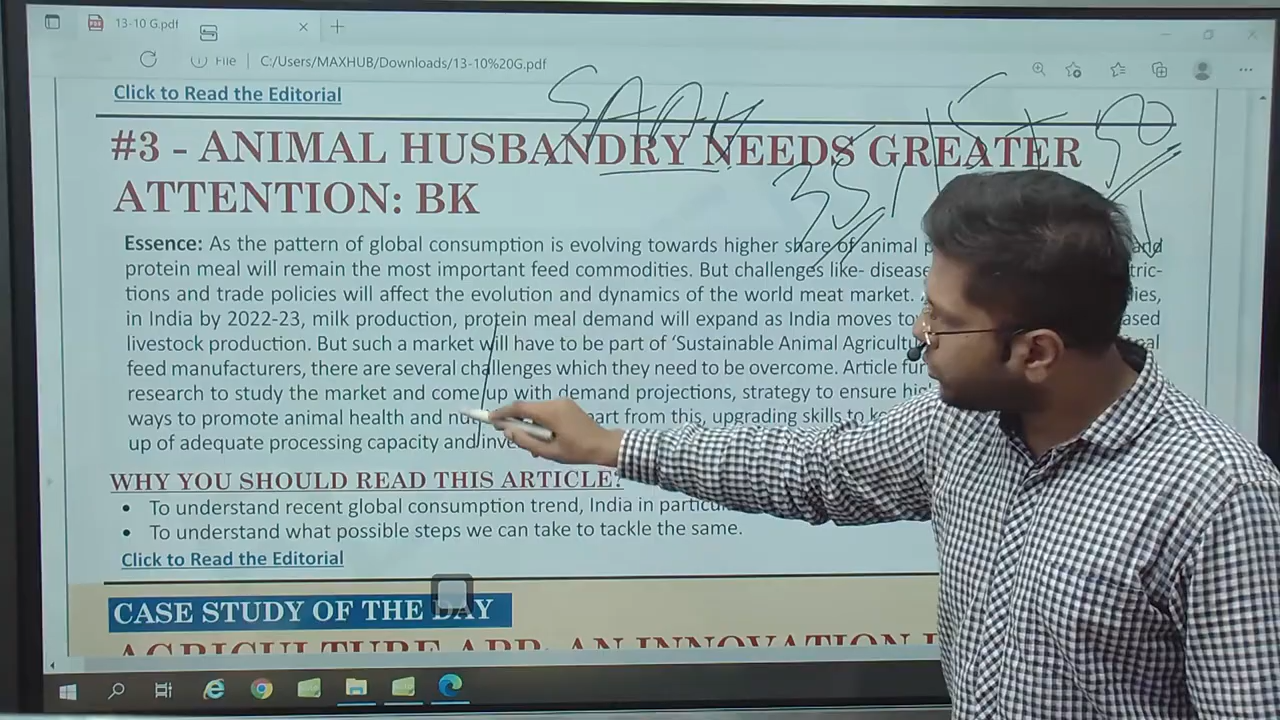 13-10 G.pdf
File | C:/Users/MAXHUB/Downloads/13-10%20G.pdf
Click to Read the Editorial
#3 - ANIMAL HUSBANDRY NEEDS GREATER
ATTENTION: BK
Essence: As the pattern of global consumption is evolving towards higher share of animal and
protein meal will remain the most important feed commodities. But challenges like- disease
tions and trade policies will affect the evolution and dynamics of the world meat market.
in India by 2022-23, milk production, protein meal demand will expand as India moves
livestock production. But such a market will have to be part of 'Sustainable Animal
feed manufacturers, there are several challenges which they need to be overcome. Article
research to study the market and come up with demand projections, strategy to ensure
ways to promote animal health and from this, upgrading skills to
up of adequate processing capacity and
WHY YOU SHOULD READ THIS ARTICLE?
• To understand recent global consumption trend, India in
• To understand what possible steps we can take to tackle the same.
Click to Read the Editorial
CASE STUDY OF THE DAY
AGRICULTURE APP: AN INNOVATION
35